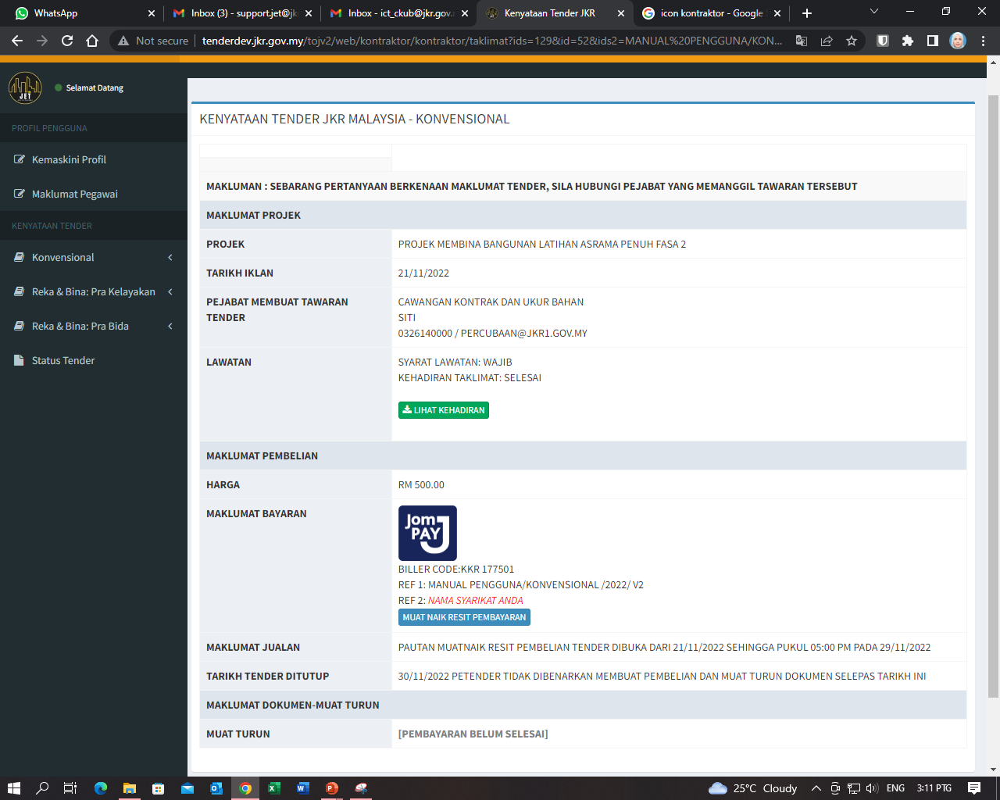 WhatsApp
Inbox (3) - support.jet@jk
Inbox - ict_ckub@jkr.gov.
Kenyataan Tender JKR
icon kontraktor - Google
Not secure
tenderdev.jkr.gov.my/tojv2/web/kontraktor/kontraktor/taklimat?ids=129&id=52&ids2=MANUAL%20PENGGUNA/KON...
JET
Selamat Datang
PROFIL PENGGUNA
Kemaskini Profil
Maklumat Pegawai
KENYATAAN TENDER
Konvensional
Reka & Bina: Pra Kelayakan
Reka & Bina: Pra Bida
Status Tender
KENYATAAN TENDER JKR MALAYSIA - KONVENSIONAL
MAKLUMAN : SEBARANG PERTANYAAN BERKENAAN MAKLUMAT TENDER, SILA HUBUNGI PEJABAT YANG MEMANGGIL TAWARAN TERSEBUT
MAKLUMAT PROJEK
PROJEK
PROJEK MEMBINA BANGUNAN LATIHAN ASRAMA PENUH FASA 2
TARIKH IKLAN
21/11/2022
PEJABAT MEMBUAT TAWARAN
TENDER
CAWANGAN KONTRAK DAN UKUR BAHAN
SITI
0326140000 / PERCUBAAN@JKR1.GOV.MY
LAWATAN
SYARAT LAWATAN: WAJIB
KEHADIRAN TAKLIMAT: SELESAI
LIHAT KEHADIRAN
MAKLUMAT PEMBELIAN
HARGA
RM 500.00
MAKLUMAT BAYARAN
Jom
PAY
BILLER CODE:KKR 177501
REF 1: MANUAL PENGGUNA/KONVENSIONAL /2022/ V2
REF 2: NAMA SYARIKAT ANDA
MUAT NAIK RESIT PEMBAYARAN
MAKLUMAT JUALAN
PAUTAN MUATNAIK RESIT PEMBELIAN TENDER DIBUKA DARI 21/11/2022 SEHINGGA PUKUL 05:00 PM PADA 29/11/2022
TARIKH TENDER DITUTUP
30/11/2022 PETENDER TIDAK DIBENARKAN MEMBUAT PEMBELIAN DAN MUAT TURUN DOKUMEN SELEPAS TARIKH INI
MAKLUMAT DOKUMEN-MUAT TURUN
MUAT TURUN
[PEMBAYARAN BELUM SELESAI]
25°C Cloudy
ENG
3:11 PTG